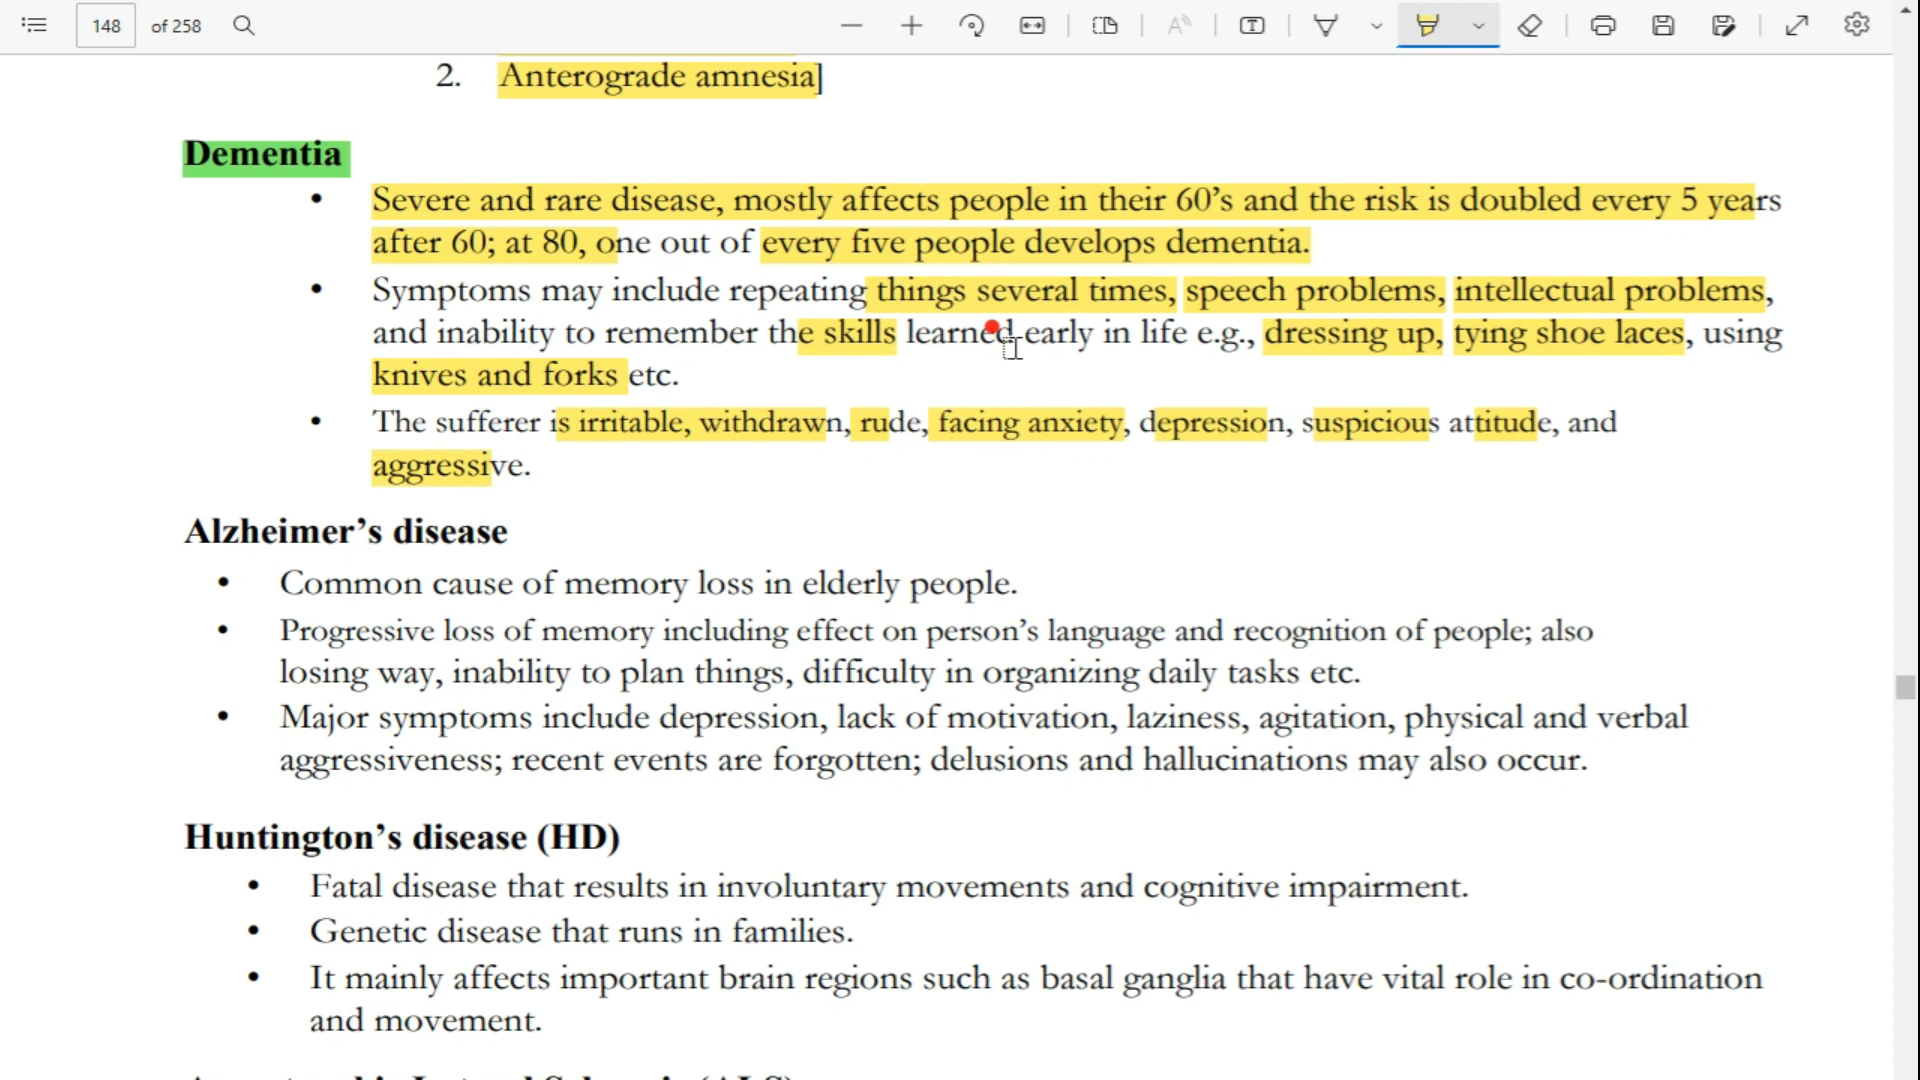 148 of 258
2. Anterograde amnesia]
Dementia
• Severe and rare disease, mostly affects people in their 60’s and the risk is doubled every 5 years
after 60; at 80, one out of every five people develops dementia.
• Symptoms may include repeating things several times, speech problems, intellectual problems,
and inability to remember the skills learned early in life e.g., dressing up, tying shoe laces, using
knives and forks etc.
• The sufferer is irritable, withdrawn, rude, facing anxiety, depression, suspicious attitude, and
aggressive.
Alzheimer’s disease
• Common cause of memory loss in elderly people.
• Progressive loss of memory including effect on person’s language and recognition of people; also
losing way, inability to plan things, difficulty in organizing daily tasks etc.
• Major symptoms include depression, lack of motivation, laziness, agitation, physical and verbal
aggressiveness; recent events are forgotten; delusions and hallucinations may also occur.
Huntington’s disease (HD)
• Fatal disease that results in involuntary movements and cognitive impairment.
• Genetic disease that runs in families.
• It mainly affects important brain regions such as basal ganglia that have vital role in co-ordination
and movement.